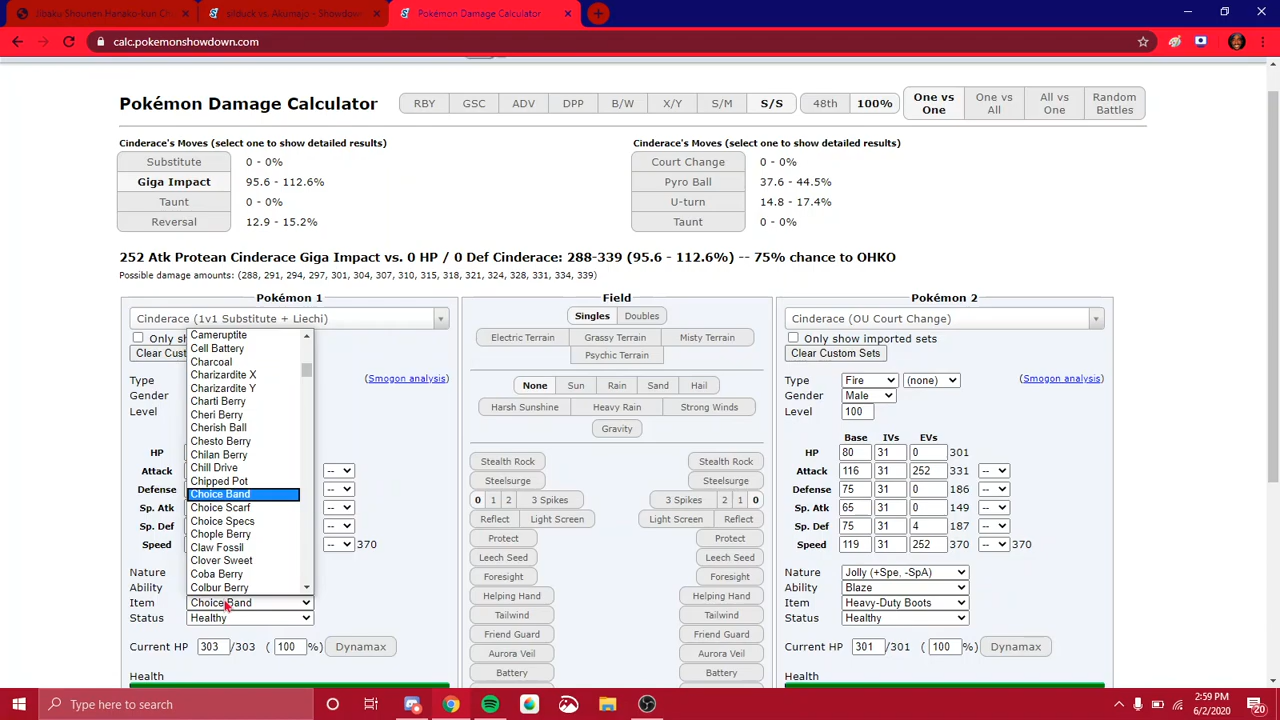 Jibaku Shounen Hanako-kun Ch
silduck vs. Akumajo - Showdown
Pokémon Damage Calculator
calc.pokemonshowdown.com
Pokémon Damage Calculator
RBY GSC ADV DPP B/W X/Y S/M S/S 48th 100% One vs One One vs All All vs One Random Battles
Cinderace's Moves (select one to show detailed results)
Substitute 0 - 0%
Giga Impact 95.6 - 112.6%
Taunt 0 - 0%
Reversal 12.9 - 15.2%
Cinderace's Moves (select one to show detailed results)
Court Change 0 - 0%
Pyro Ball 37.6 - 44.5%
U-turn 14.8 - 17.4%
Taunt 0 - 0%
252 Atk Protean Cinderace Giga Impact vs. 0 HP / 0 Def Cinderace: 288-339 (95.6 - 112.6%) -- 75% chance to OHKO
Possible damage amounts: (288, 291, 294, 297, 301, 304, 307, 310, 315, 318, 321, 324, 328, 331, 334, 339)
Pokémon 1
Cinderace (1v1 Substitute + Liechi)
Only sh
Clear Cust
Type (Smogon analysis)
Gender
Level
HP
Attack --
Defense --
Sp. Atk --
Sp. Def --
Speed -- 370
Nature
Ability
Item Choice Band
Status Healthy
Current HP 303 /303 ( 100 %) Dynamax
Health
Cameruptite
Cell Battery
Charcoal
Charizardite X
Charizardite Y
Charti Berry
Cheri Berry
Cherish Ball
Chesto Berry
Chilan Berry
Chill Drive
Chipped Pot
Choice Band
Choice Scarf
Choice Specs
Chople Berry
Claw Fossil
Clover Sweet
Coba Berry
Colbur Berry
Field
Singles Doubles
Electric Terrain Grassy Terrain Misty Terrain
Psychic Terrain
None Sun Rain Sand Hail
Harsh Sunshine Heavy Rain Strong Winds
Gravity
Stealth Rock Stealth Rock
Steelsurge Steelsurge
0 1 2 3 Spikes 3 Spikes 2 1 0
Reflect Light Screen Light Screen Reflect
Protect Protect
Leech Seed Leech Seed
Foresight Foresight
Helping Hand Helping Hand
Tailwind Tailwind
Friend Guard Friend Guard
Aurora Veil Aurora Veil
Battery Battery
Pokémon 2
Cinderace (OU Court Change)
Only show imported sets
Clear Custom Sets
Type Fire (none) (Smogon analysis)
Gender Male
Level 100
Base IVs EVs
HP 80 31 0 301
Attack 116 31 252 331 --
Defense 75 31 0 186 --
Sp. Atk 65 31 0 149 --
Sp. Def 75 31 4 187 --
Speed 119 31 252 370 -- 370
Nature Jolly (+Spe, -SpA)
Ability Blaze
Item Heavy-Duty Boots
Status Healthy
Current HP 301 /301 ( 100 %) Dynamax
Health
Type here to search
2:59 PM
6/2/2020
20